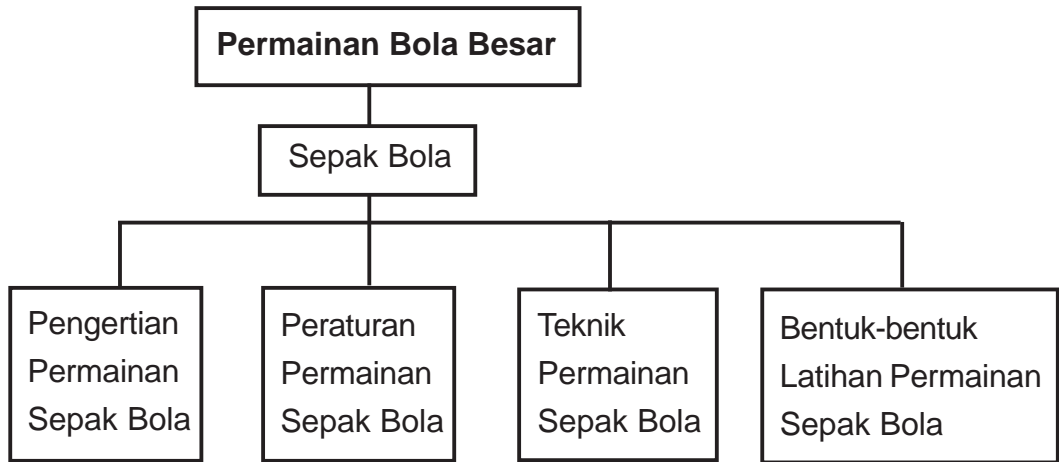 Permainan Bola Besar
Sepak Bola
Pengertian
Permainan
Sepak Bola
Peraturan
Permainan
Sepak Bola
Teknik
Permainan
Sepak Bola
Bentuk-bentuk
Latihan Permainan
Sepak Bola